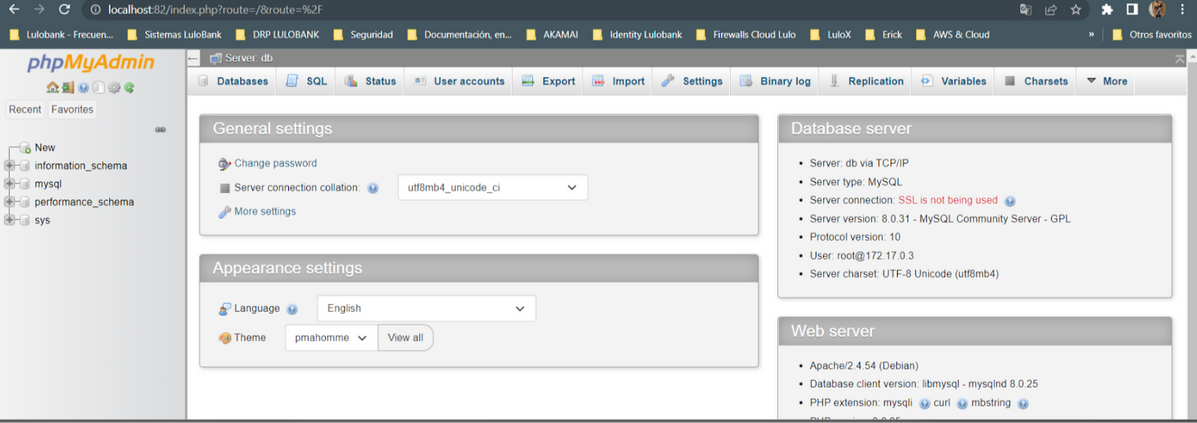 localhost:82/index.php?route=/&route=%2F
Lulobank - Frecuen... Sistemas LuloBank DRP LULOBANK Seguridad Documentación, en... AKAMAI Identity Lulobank Firewalls Cloud Lulo LuloX Erick AWS & Cloud » Otros favoritos
phpMyAdmin
Recent Favorites
New
information_schema
mysql
performance_schema
sys
Server: db
Databases SQL Status User accounts Export Import Settings Binary log Replication Variables Charsets More
General settings
Change password
Server connection collation: utf8mb4_unicode_ci
More settings
Appearance settings
Language English
Theme pmahomme View all
Database server
• Server: db via TCP/IP
• Server type: MySQL
• Server connection: SSL is not being used
• Server version: 8.0.31 - MySQL Community Server - GPL
• Protocol version: 10
• User: root@172.17.0.3
• Server charset: UTF-8 Unicode (utf8mb4)
Web server
• Apache/2.4.54 (Debian)
• Database client version: libmysql - mysqlnd 8.0.25
• PHP extension: mysqli curl mbstring